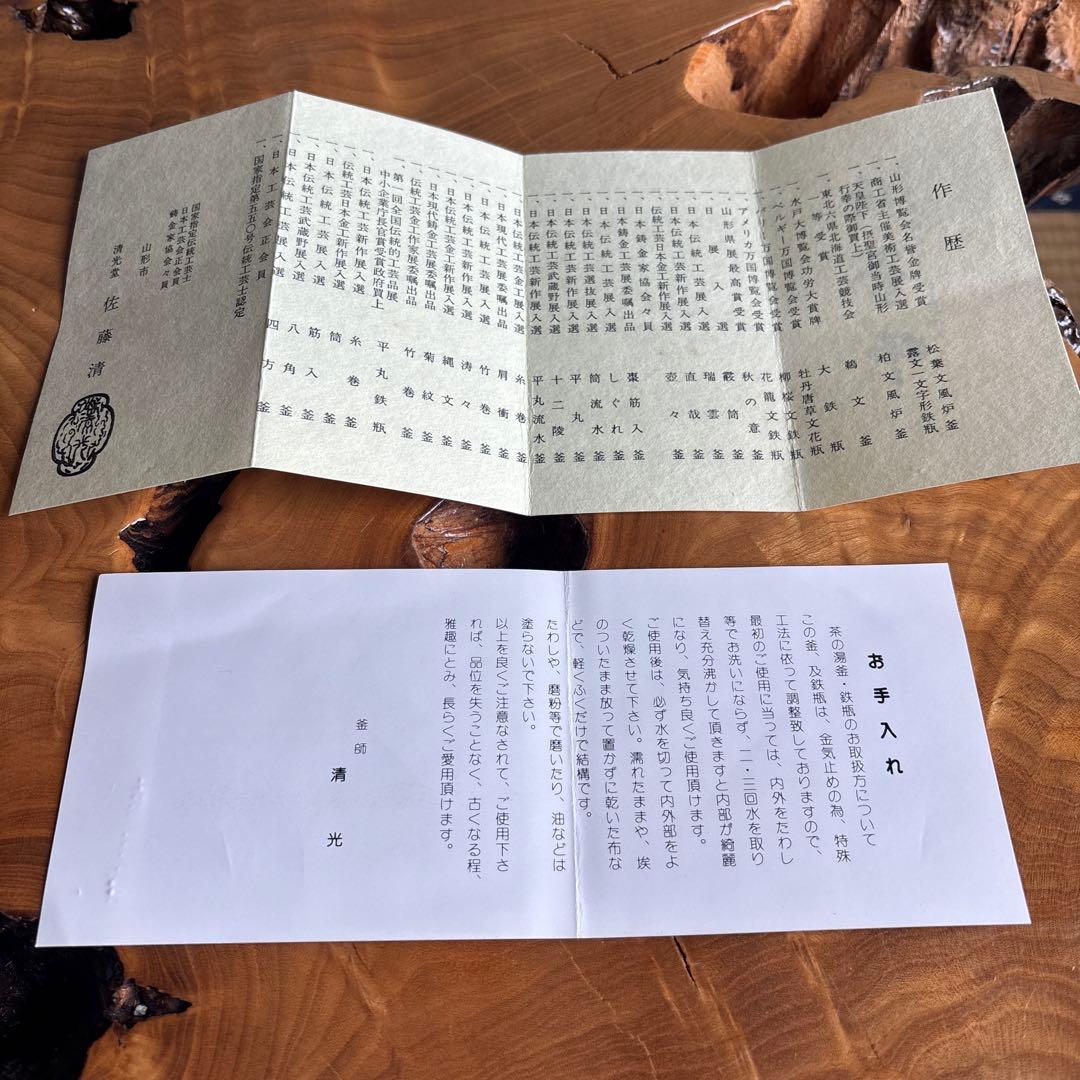 作歴
一、山形博覧会名誉金牌受賞 松葉文風炉釜
一、商工省主催美術工芸展入選 露文一文字形鉄瓶
一、天皇陛下(摂聖宮御当時山形
行幸の際御買上) 柏文風炉釜
一、東北六県北海道工芸競技会 文釜
一等受賞 大鉄瓶
一、水戸大博覧会功労大賞牌 牡丹唐草文花瓶
一、ベルギー万国博覧会受賞 柳桜文鉄瓶
一、パリー万国博覧会受賞 花籠文鉄瓶
一、アメリカ万国博覧会受賞 秋の意釜
一、山形県展最高賞受賞 霰筒釜
一、日展入選 瑞雲釜
一、日本伝統工芸展入選 直哉釜
一、伝統工芸日本金工新作展入選 壺々釜
一、日本鋳金家協会々員
一、日本鋳金工芸展委嘱出品 棗筋入釜
一、日本伝統工芸展入選 しぐれ釜
一、日本伝統工芸選抜展入選 筒流水釜
一、日本伝統工芸新作展入選 平丸釜
一、日本伝統工芸武蔵野展入選 十二陵釜
一、日本伝統工芸新作展入選 平丸流水釜
一、日本伝統工芸金工展入選 糸巻釜
一、日本現代工芸展委嘱出品 肩衝釜
一、日本伝統工芸展入選 竹巻釜
一、日本伝統工芸新作展入選 涛々釜
一、伝統工芸金工新作展入選 縄文釜
一、日本現代鋳金工芸展委嘱出品 菊紋釜
一、伝統工芸金工作家展入選 竹巻釜
一、第一回全国伝統的工芸品展
中小企業庁長官賞受賞政府買上 平丸鉄瓶
一、日本伝統工芸新作展入選 糸巻釜
一、伝統工芸日本金工新作展入選 筒釜
一、日本工芸展入選 筋入釜
一、日本伝統工芸武蔵野展入選 八角釜
一、日本伝統工芸展入選 四方釜
一、日本工芸会正会員
一、国家指定第五五〇号伝統工芸士認定
国家指定伝統工芸士
日本工芸会正会員
鋳金家協会々員
山形市
清光堂 佐藤清
お手入れ
茶の湯釜・鉄瓶のお取扱方について
この釜、及鉄瓶は、金気止めの為、特殊
工法に依って調整致しておりますので、
最初のご使用に当つては、内外をたわし
等でお洗いにならず、二・三回水を取り
替え充分沸かして頂きますと内部が綺麗
になり、気持ち良くご使用頂けます。
ご使用後は、必ず水を切つて内外部をよ
く乾燥させて下さい。濡れたままや、埃
のついたまま放って置かずに乾いた布な
どで、軽くふくだけで結構です。
たわしや、磨粉等で磨いたり、油などは
塗らないで下さい。
以上を良くご注意なされて、ご使用下さ
れば、品位を失うことなく、古くなる程、
雅趣にとみ、長らくご愛用頂けます。
釜師 清光